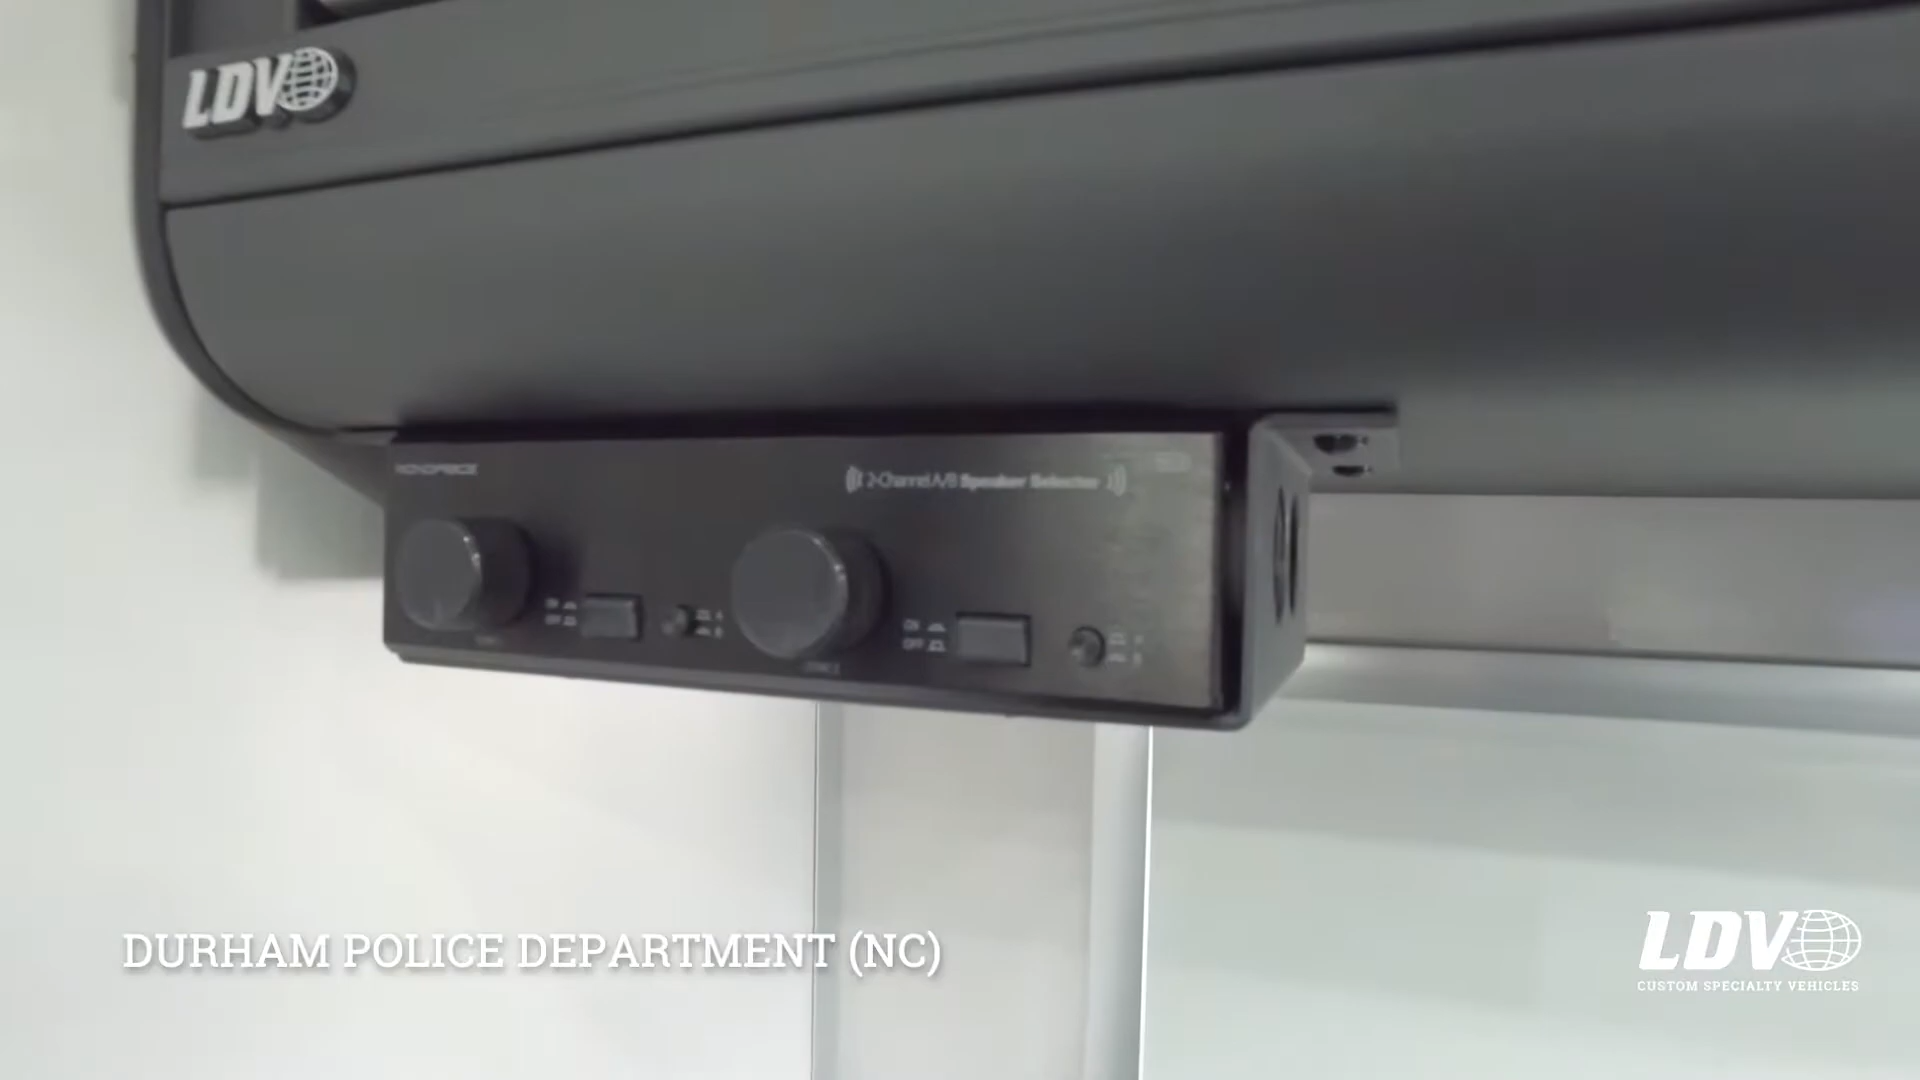 LDV
MONOPRICE
2-Channel A/B Speaker Selector
ON
OFF
A
B
ON
OFF
DURHAM POLICE DEPARTMENT (NC)
LDV
CUSTOM SPECIALTY VEHICLES